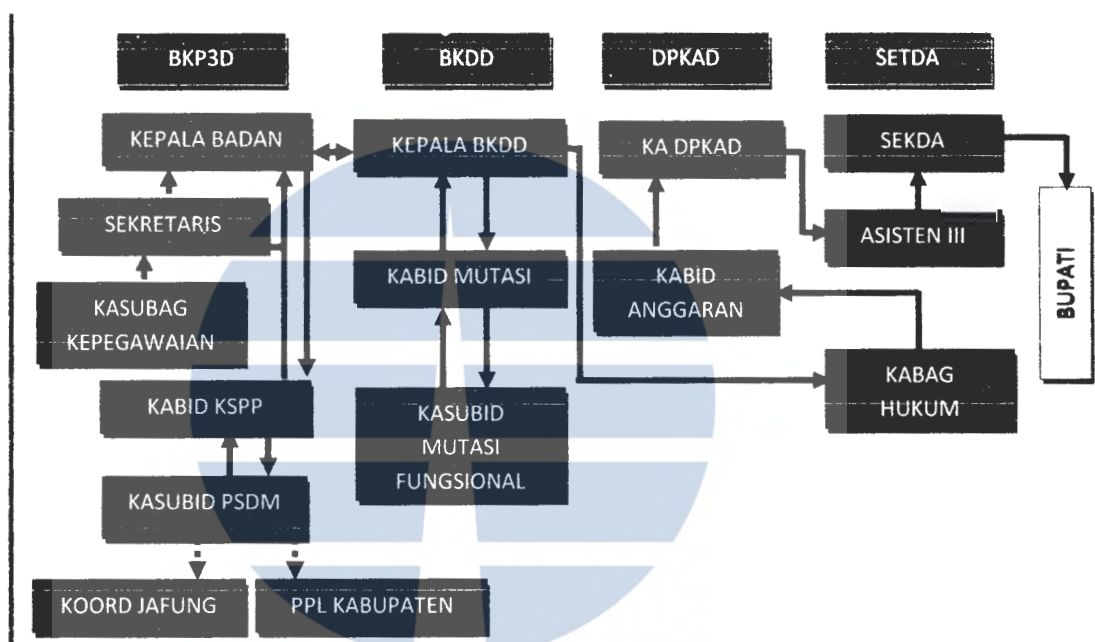 BKP3D
BKDD
DPKAD
SETDA
KEPALA BADAN
KEPALA BKDD
KA DPKAD
SEKDA
SEKRETARIS
ASISTEN III
KASUBAG
KEPEGAWAIAN
KABID MUTASI
KABID
ANGGARAN
BUPATI
KABID KSPP
KASUBID
MUTASI
FUNGSIONAL
KABAG
HUKUM
KASUBID PSDM
KOORD JAFUNG
PPL KABUPATEN